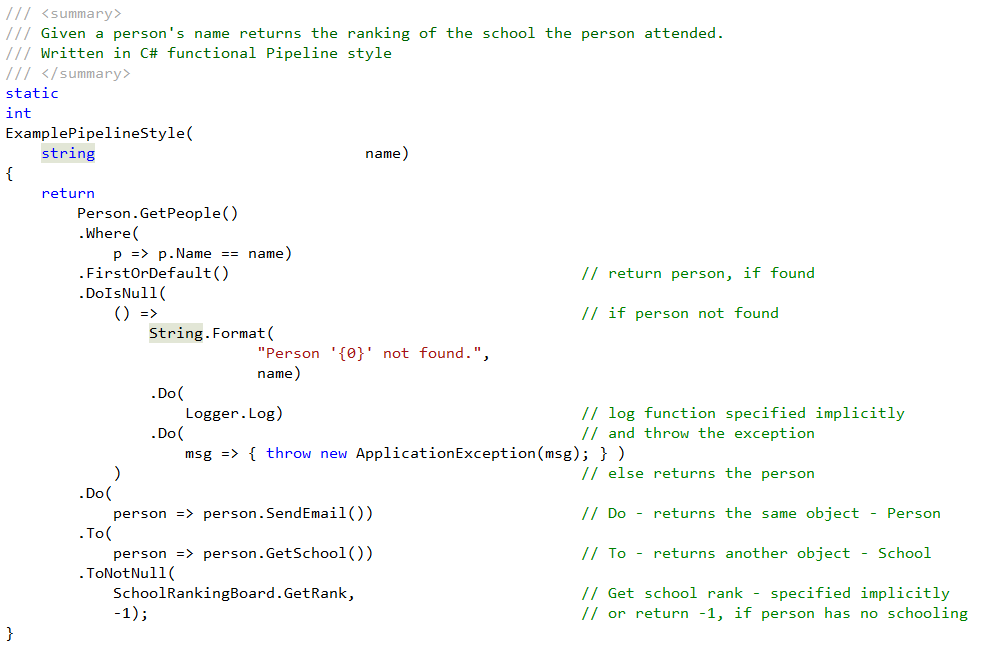 /// <summary>
/// Given a person's name returns the ranking of the school the person attended.
/// Written in C# functional Pipeline style
/// </summary>
static
int
ExamplePipelineStyle(
    string                              name)
{
    return
        Person.GetPeople()
        .Where(
            p => p.Name == name)
        .FirstOrDefault()                                       // return person, if found
        .DoIsNull(
            () =>                                               // if person not found
                String.Format(
                            "Person '{0}' not found.",
                            name)
                .Do(
                    Logger.Log)                                 // log function specified implicitly
                .Do(                                            // and throw the exception
                    msg => { throw new ApplicationException(msg); } )
            )                                                   // else returns the person
        .Do(
            person => person.SendEmail())                       // Do - returns the same object - Person
        .To(
            person => person.GetSchool())                       // To - returns another object - School
        .ToNotNull(
            SchoolRankingBoard.GetRank,                         // Get school rank - specified implicitly
            -1);                                                // or return -1, if person has no schooling
}